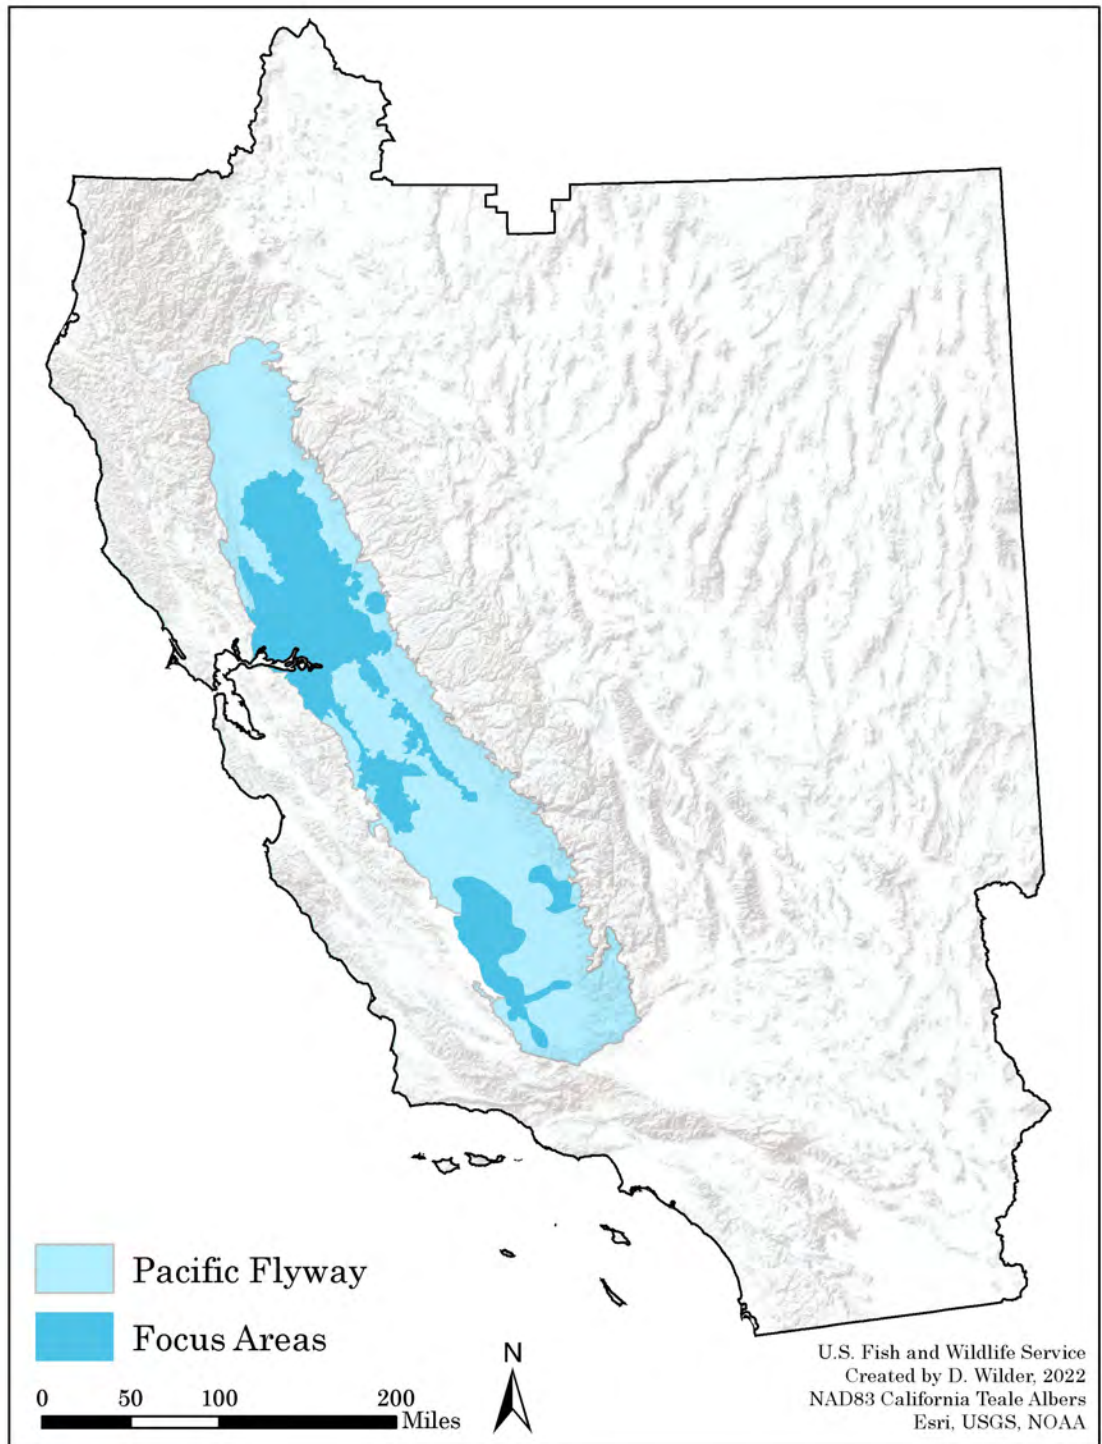 Pacific Flyway
Focus Areas
0 50 100 200
Miles
N
U.S. Fish and Wildlife Service
Created by D. Wilder, 2022
NAD83 California Teale Albers
Esri, USGS, NOAA